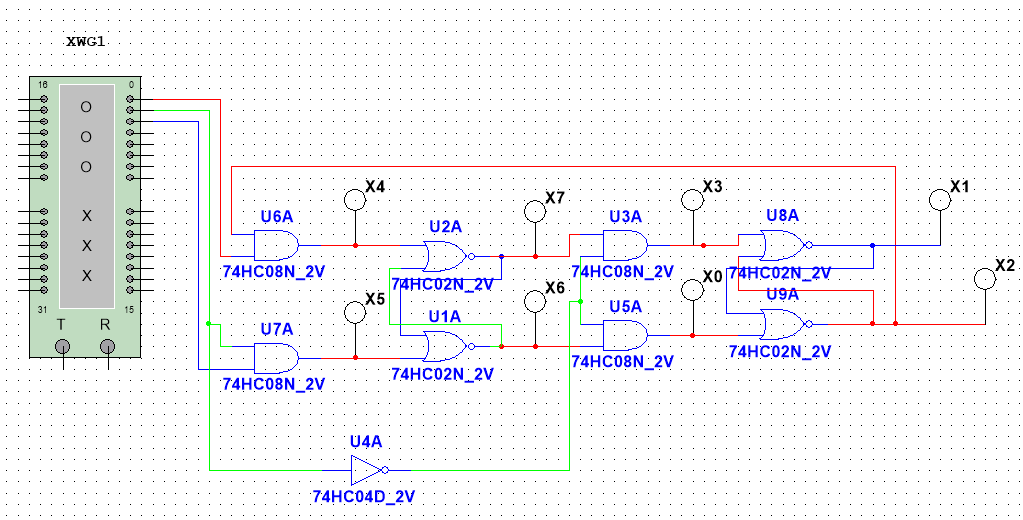 XWG1
16 0
O
O
O
X
X
X
31 15
T R
X4
X7
X3
X1
U6A
U2A
U3A
U8A
74HC08N_2V
74HC02N_2V
74HC08N_2V
74HC02N_2V
X2
X5
X6
X0
U7A
U1A
U5A
U9A
74HC08N_2V
74HC02N_2V
74HC08N_2V
74HC02N_2V
U4A
74HC04D_2V